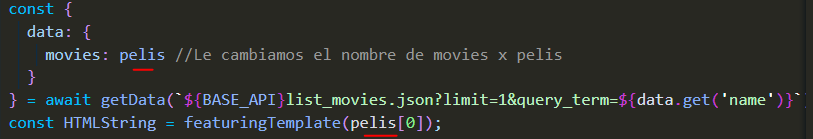 const {
  data: {
    movies: pelis //Le cambiamos el nombre de movies x pelis
  }
} = await getData(`${BASE_API}list_movies.json?limit=1&query_term=${data.get('name')}`)
const HTMLString = featuringTemplate(pelis[0]);